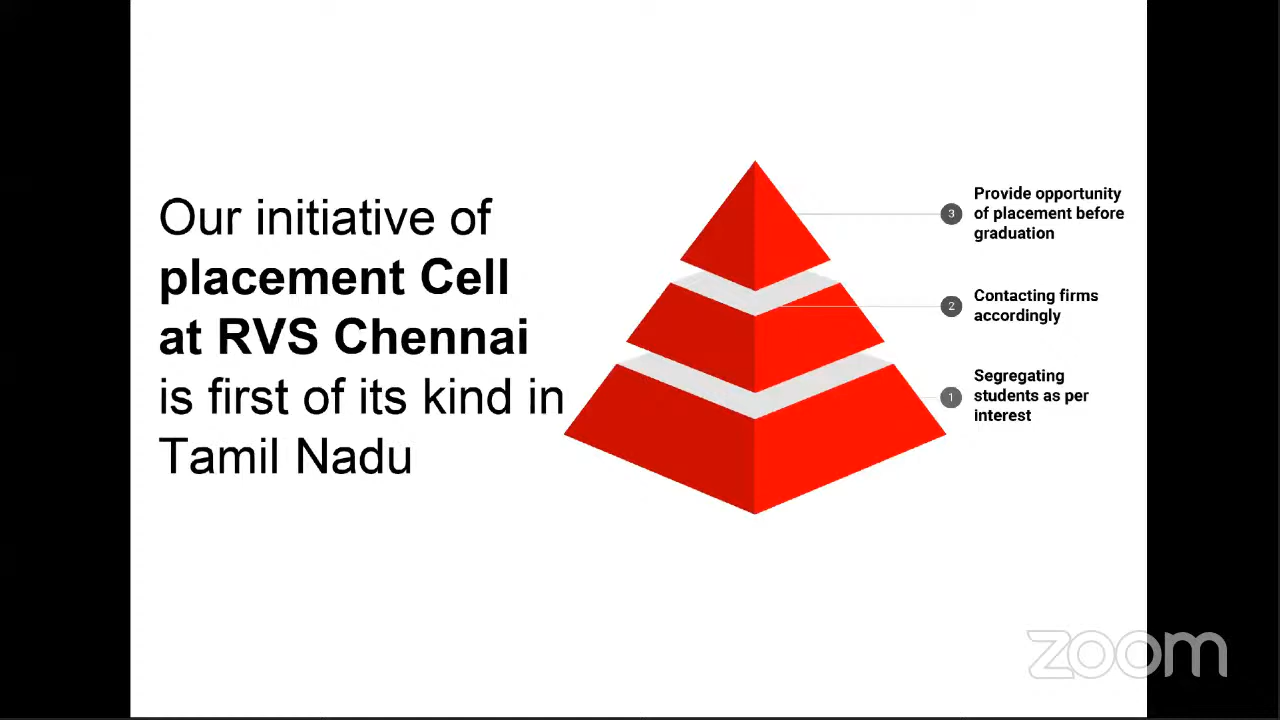 Our initiative of
placement Cell
at RVS Chennai
is first of its kind in
Tamil Nadu
3
Provide opportunity
of placement before
graduation
2
Contacting firms
accordingly
1
Segregating
students as per
interest
zoom